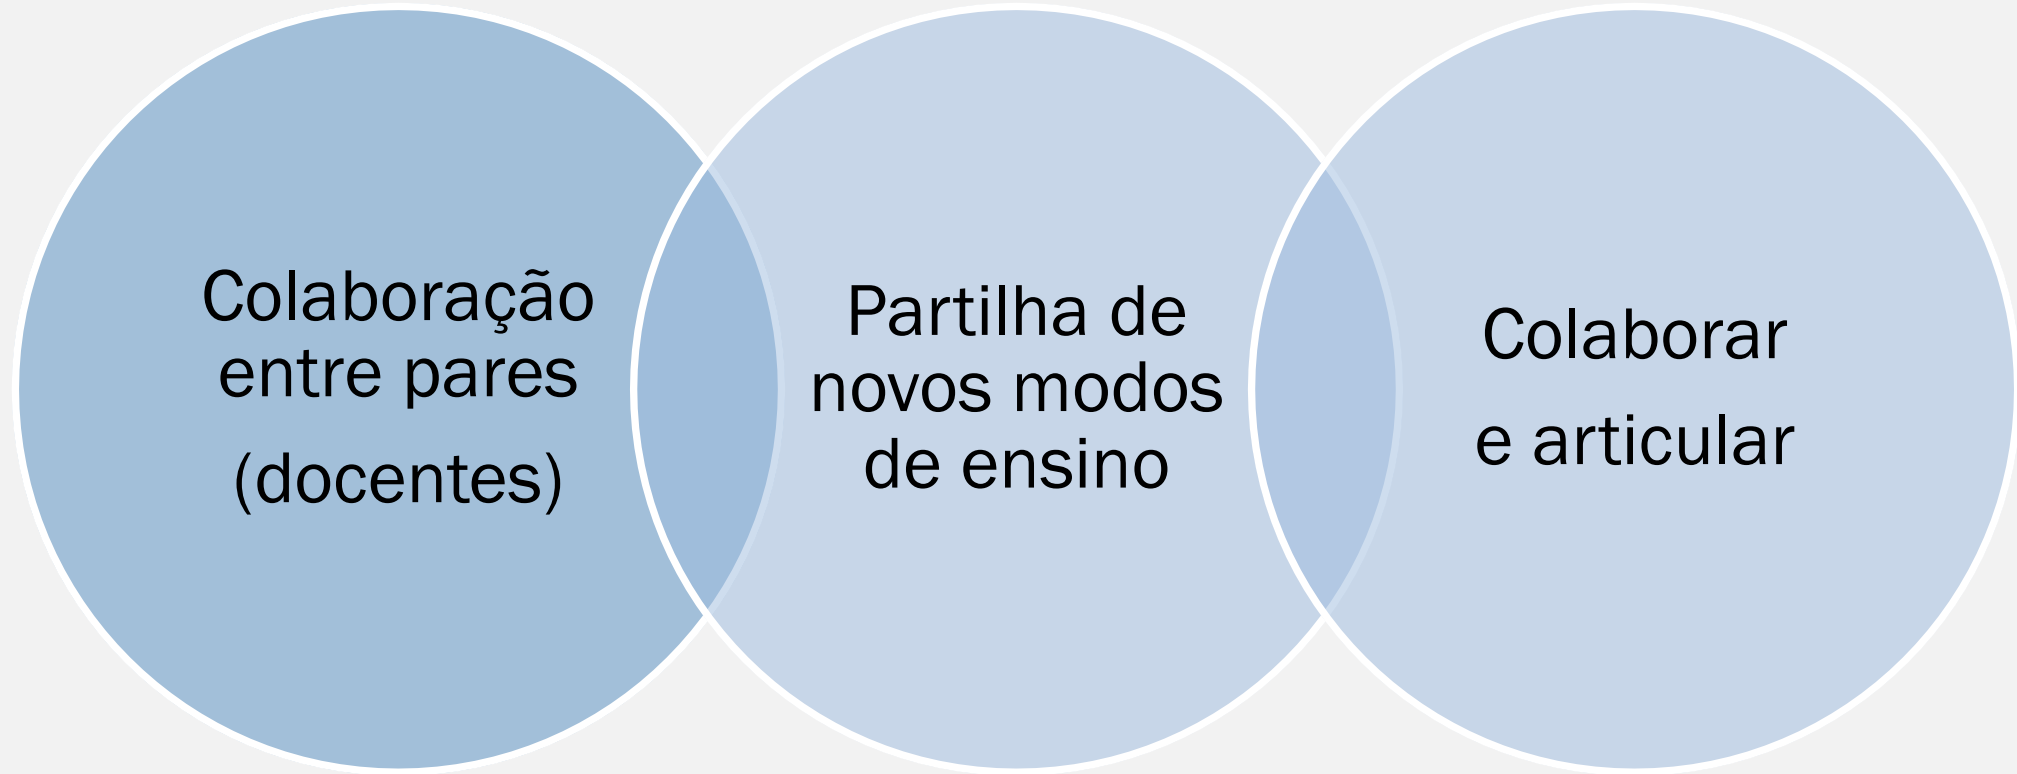 Colaboração
entre pares
(docentes)
Partilha de
novos modos
de ensino
Colaborar
e articular